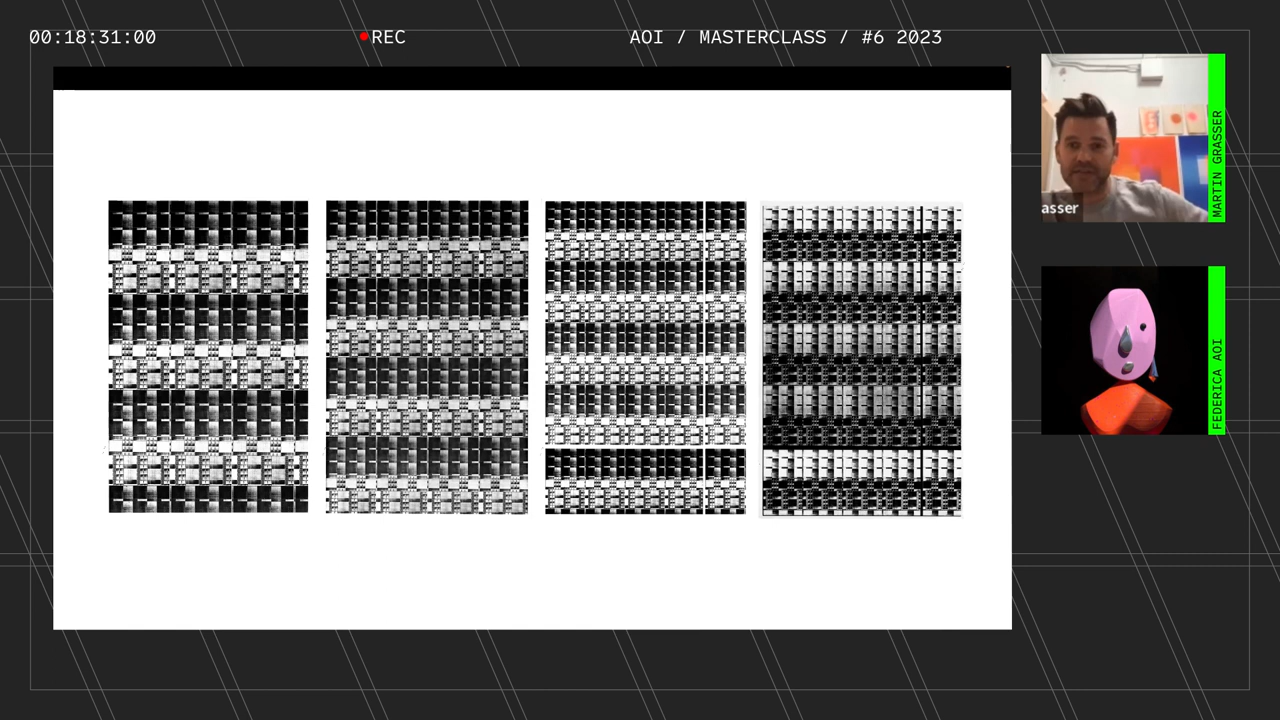 00:18:31:00
REC
AOI / MASTERCLASS / #6 2023
MARTIN GRASSER
asser
FEDERICA AOI